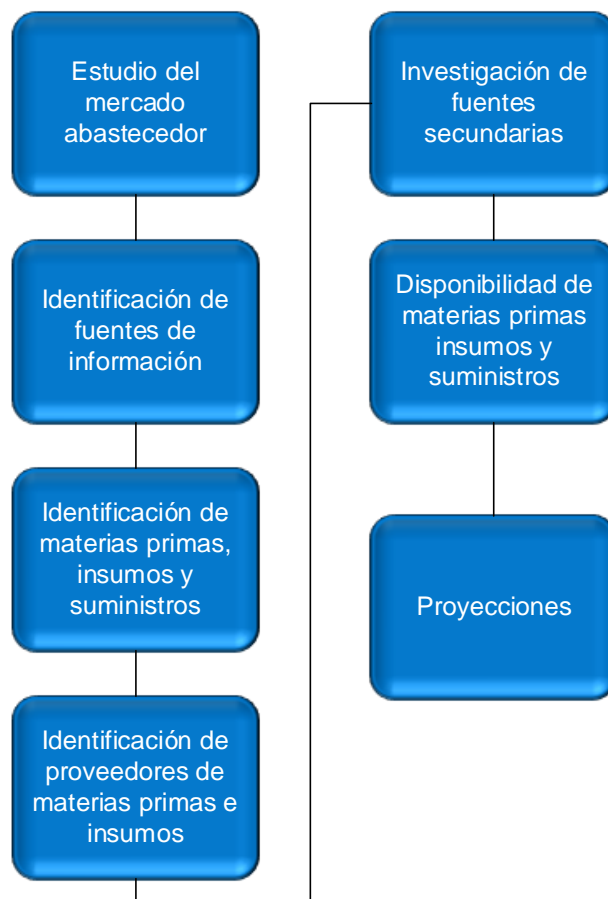 Estudio del
mercado
abastecedor
Identificación de
fuentes de
información
Identificación de
materias primas,
insumos y
suministros
Identificación de
proveedores de
materias primas e
insumos
Investigación de
fuentes
secundarias
Disponibilidad de
materias primas
insumos y
suministros
Proyecciones